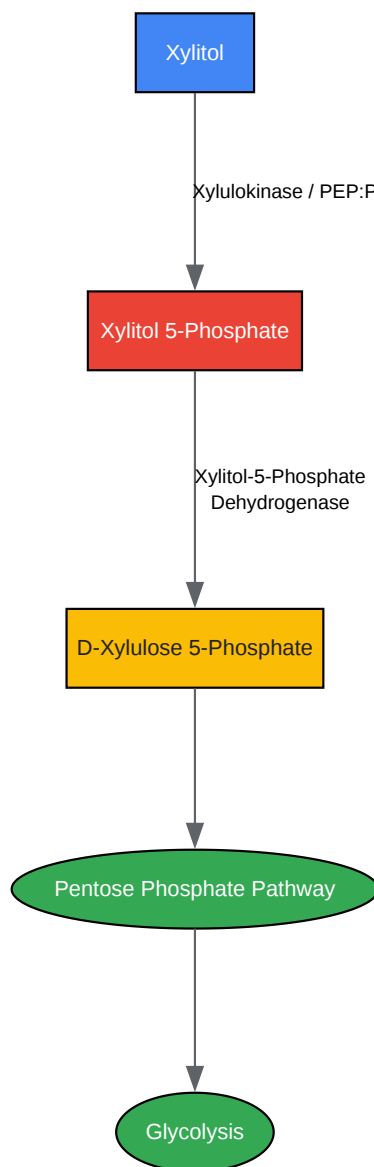 Xylitol
Xylulokinase / PEP:P
Xylitol 5-Phosphate
Xylitol-5-Phosphate
Dehydrogenase
D-Xylulose 5-Phosphate
Pentose Phosphate Pathway
Glycolysis